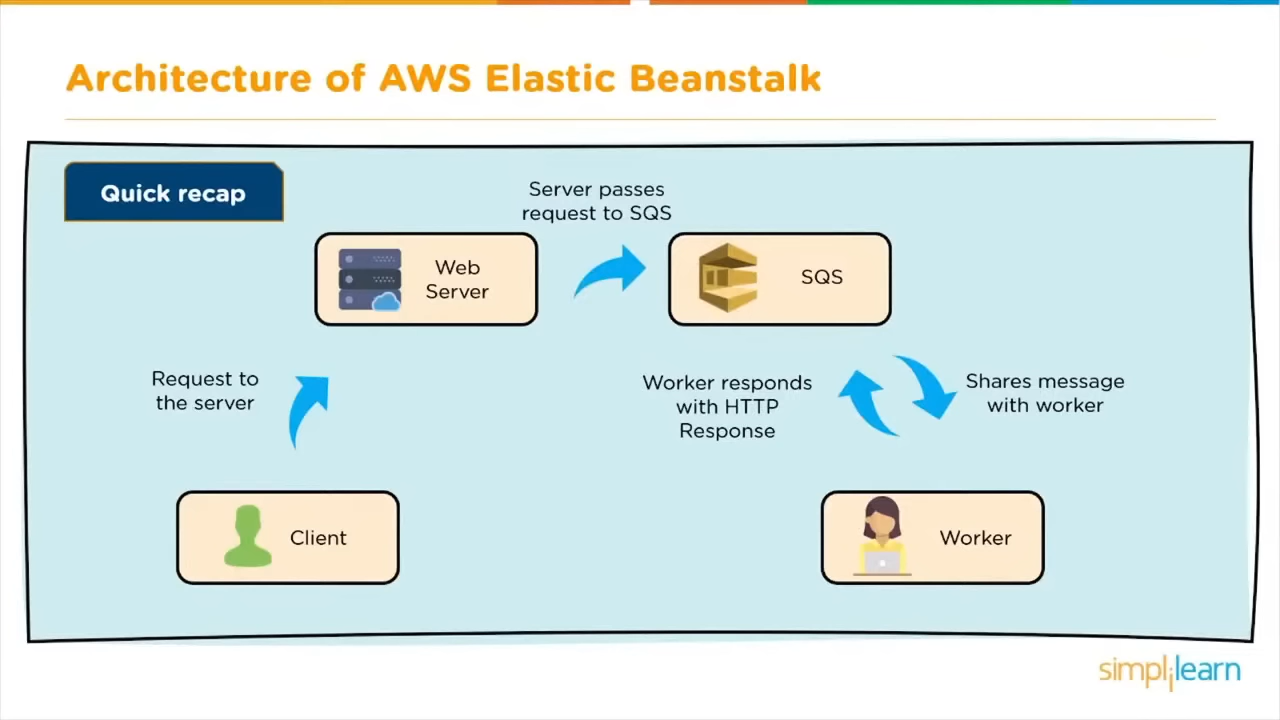 Architecture of AWS Elastic Beanstalk
Quick recap
Server passes
request to SQS
Web
Server
SQS
Request to
the server
Worker responds
with HTTP
Response
Shares message
with worker
Client
Worker
simplilearn